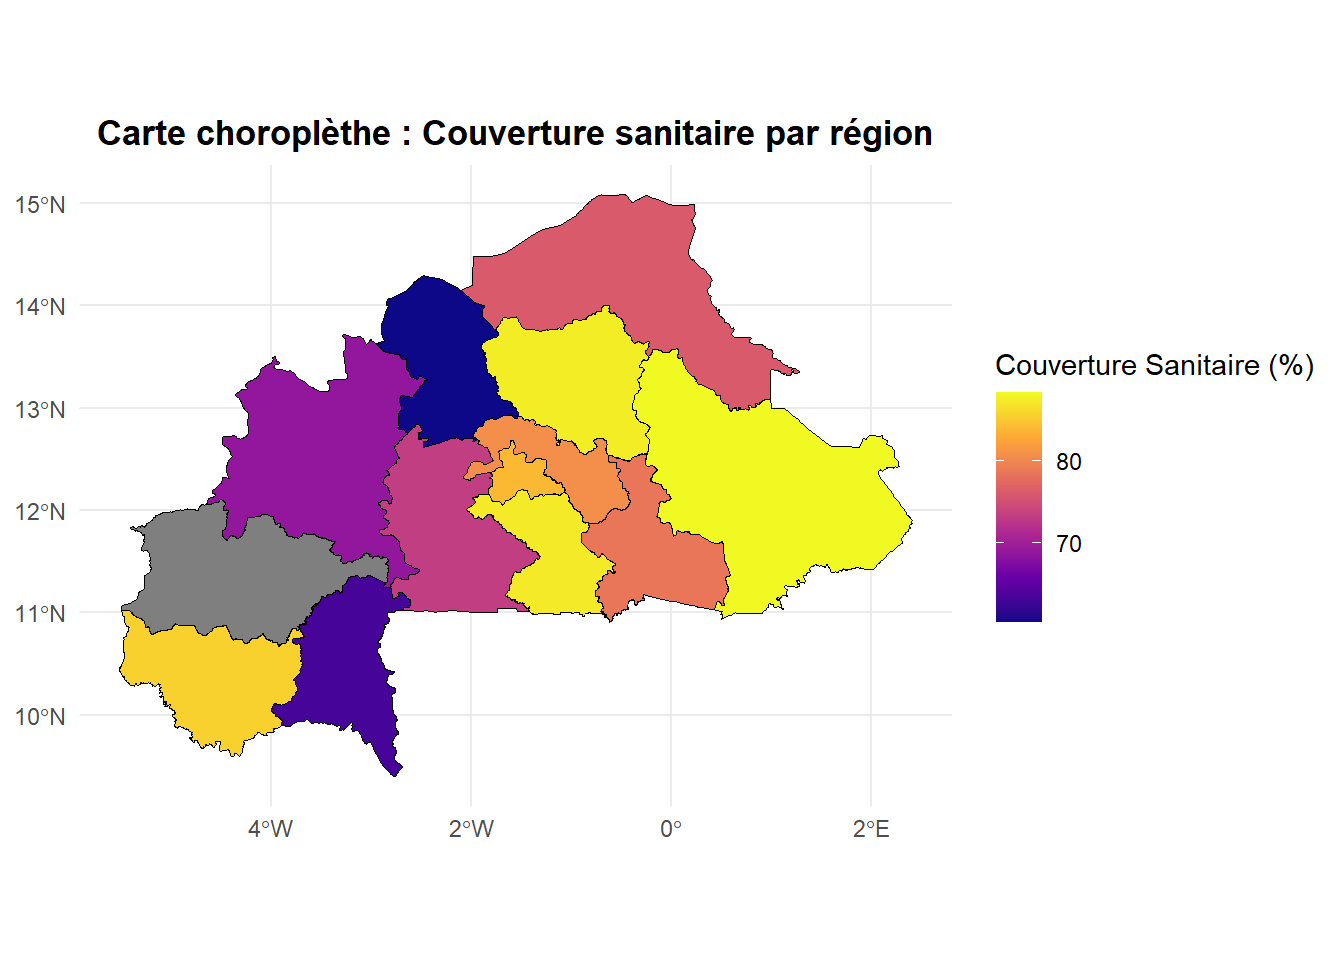 Carte choroplèthe : Couverture sanitaire par région
15°N
14°N
13°N
12°N
11°N
10°N
4°W
2°W
0°
2°E
Couverture Sanitaire (%)
80
70